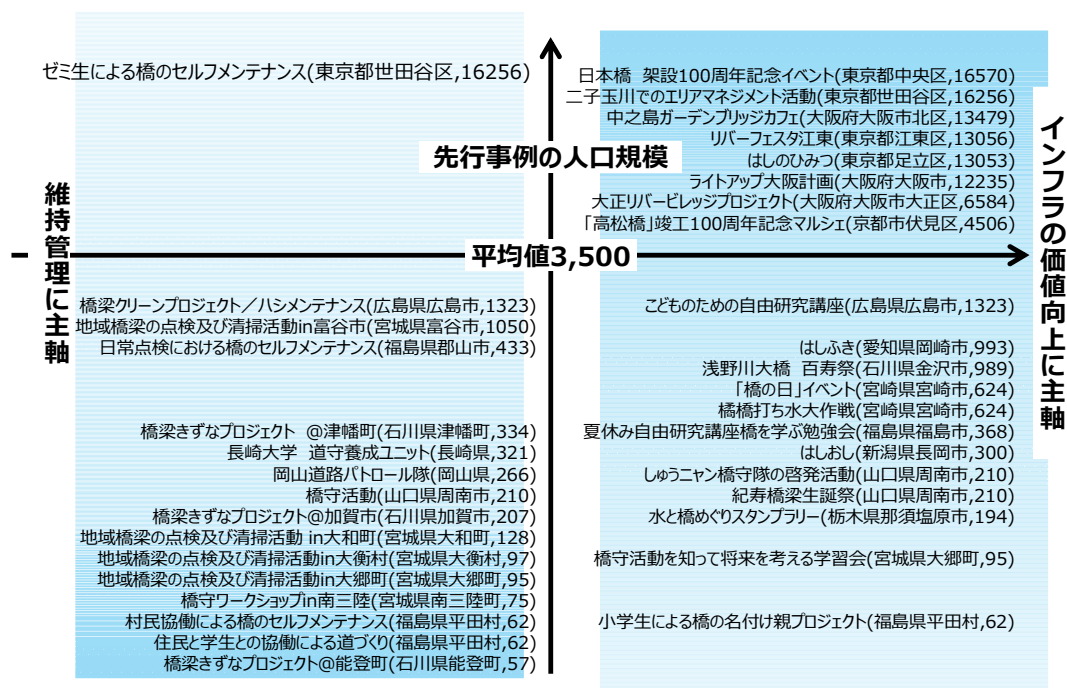 ゼミ生による橋のセルフメンテナンス(東京都世田谷区,16256)
日本橋 架設100周年記念イベント(東京都中央区,16570)
二子玉川でのエリアマネジメント活動(東京都世田谷区,16256)
中之島ガーデンブリッジカフェ(大阪府大阪市北区,13479)
リバーフェスタ江東(東京都江東区,13056)
はしのひみつ(東京都足立区,13053)
ライトアップ大阪計画(大阪府大阪市,12235)
大正リバービレッジプロジェクト(大阪府大阪市大正区,6584)
「高松橋」竣工100周年記念マルシェ(京都市伏見区,4506)
先行事例の人口規模
維持管理に主軸
平均値3,500
インフラの価値向上に主軸
橋梁クリーンプロジェクト／ハシメンテナンス(広島県広島市,1323)
地域橋梁の点検及び清掃活動in富谷市(宮城県富谷市,1050)
日常点検における橋のセルフメンテナンス(福島県郡山市,433)
橋梁きずなプロジェクト @津幡町(石川県津幡町,334)
長崎大学 道守養成ユニット(長崎県,321)
岡山道路パトロール隊(岡山県,266)
橋守活動(山口県周南市,210)
橋梁きずなプロジェクト@加賀市(石川県加賀市,207)
地域橋梁の点検及び清掃活動 in大和町(宮城県大和町,128)
地域橋梁の点検及び清掃活動in大衡村(宮城県大衡村,97)
地域橋梁の点検及び清掃活動in大郷町(宮城県大郷町,95)
橋守ワークショップin南三陸(宮城県南三陸町,75)
村民協働による橋のセルフメンテナンス(福島県平田村,62)
住民と学生との協働による道づくり(福島県平田村,62)
橋梁きずなプロジェクト@能登町(石川県能登町,57)
こどものための自由研究講座(広島県広島市,1323)
はしふき(愛知県岡崎市,993)
浅野川大橋 百寿祭(石川県金沢市,989)
「橋の日」イベント(宮崎県宮崎市,624)
橘橋打ち水大作戦(宮崎県宮崎市,624)
夏休み自由研究講座橋を学ぶ勉強会(福島県福島市,368)
はしおし(新潟県長岡市,300)
しゅうニャン橋守隊の啓発活動(山口県周南市,210)
紀寿橋梁生誕祭(山口県周南市,210)
水と橋めぐりスタンプラリー(栃木県那須塩原市,194)
橋守活動を知って将来を考える学習会(宮城県大郷町,95)
小学生による橋の名付け親プロジェクト(福島県平田村,62)